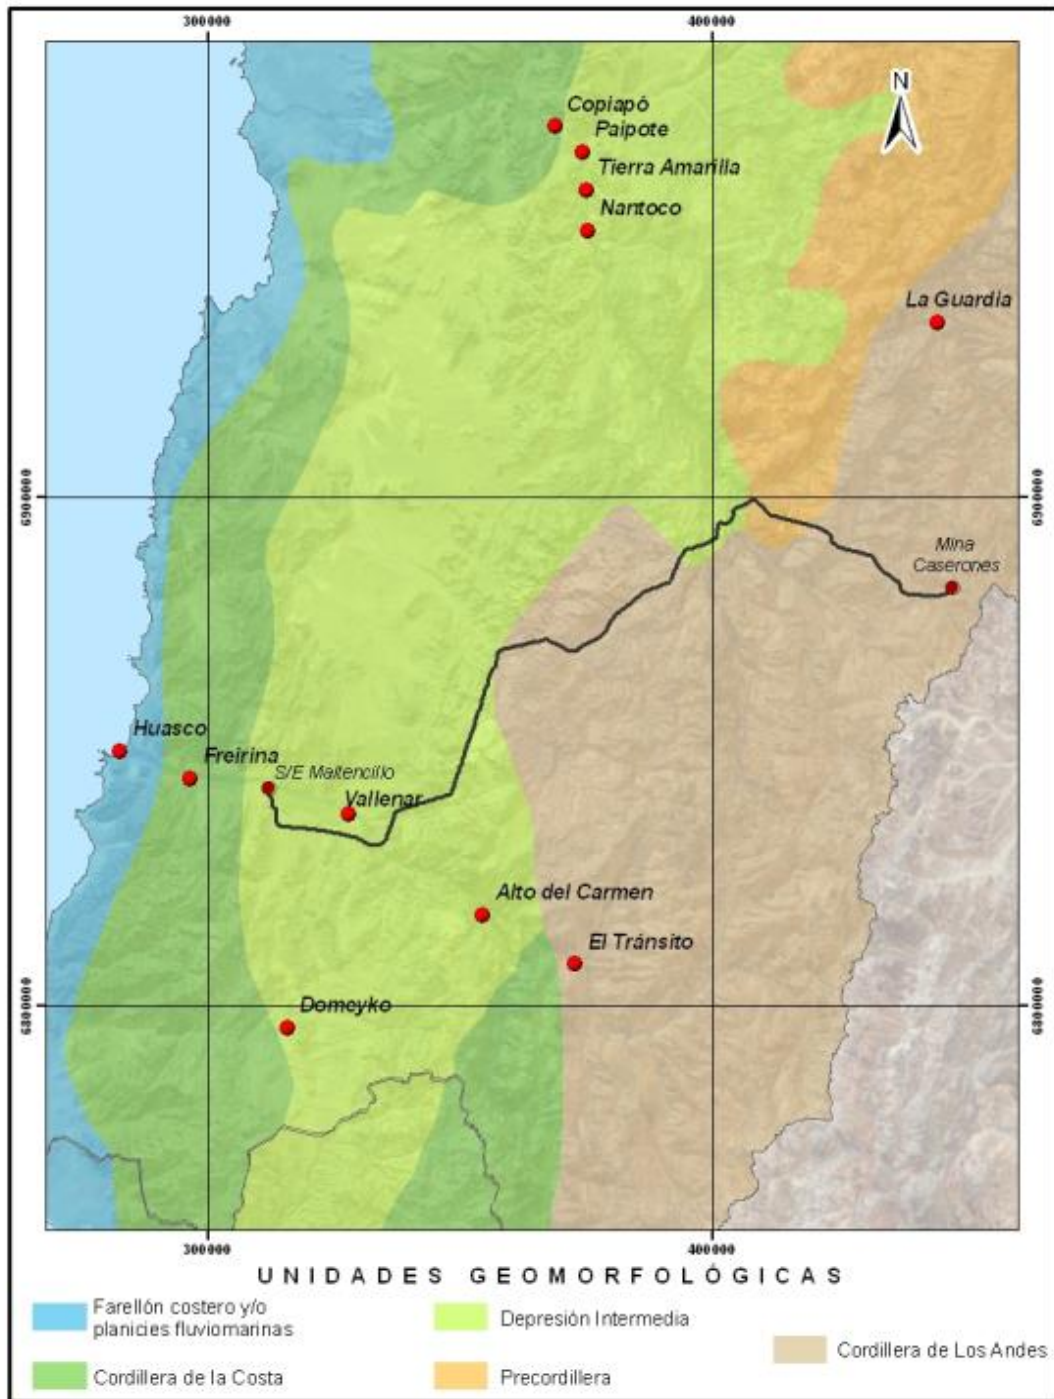 300000
400000
N
Copiapó
Paipote
Tierra Amarilla
Nantoco
La Guardia
6900000
6900000
Mina
Caserones
Huasco
Freirina
S/E Maitencillo
Vallenar
Alto del Carmen
El Tránsito
Domeyko
6800000
6800000
300000
400000
UNIDADES GEOMORFOLÓGICAS
Farellón costero y/o
planicies fluviomarinas
Depresión Intermedia
Cordillera de Los Andes
Cordillera de la Costa
Precordillera